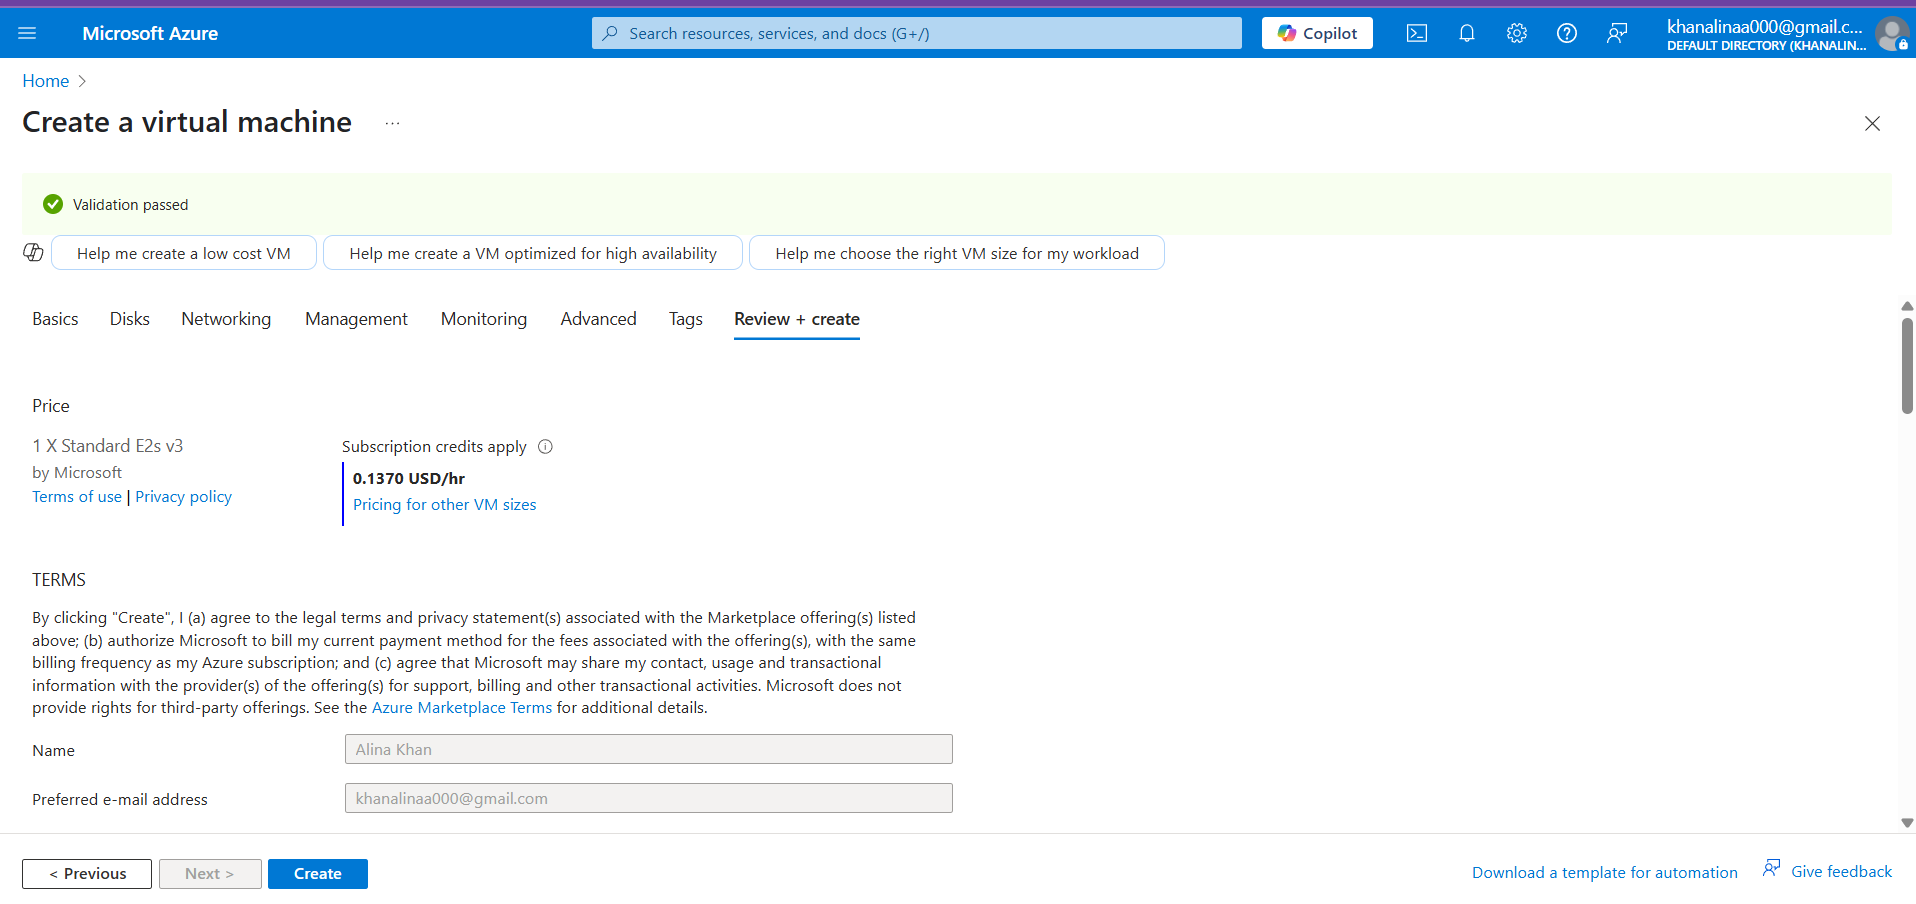 Microsoft Azure
Search resources, services, and docs (G+/)
Copilot
khanalinaa000@gmail.c...
DEFAULT DIRECTORY (KHANALIN...
Home
Create a virtual machine
...
Validation passed
Help me create a low cost VM
Help me create a VM optimized for high availability
Help me choose the right VM size for my workload
Basics Disks Networking Management Monitoring Advanced Tags Review + create
Price
1 X Standard E2s v3
by Microsoft
Terms of use | Privacy policy
Subscription credits apply
0.1370 USD/hr
Pricing for other VM sizes
TERMS
By clicking "Create", I (a) agree to the legal terms and privacy statement(s) associated with the Marketplace offering(s) listed
above; (b) authorize Microsoft to bill my current payment method for the fees associated with the offering(s), with the same
billing frequency as my Azure subscription; and (c) agree that Microsoft may share my contact, usage and transactional
information with the provider(s) of the offering(s) for support, billing and other transactional activities. Microsoft does not
provide rights for third-party offerings. See the Azure Marketplace Terms for additional details.
Name
Alina Khan
Preferred e-mail address
khanalinaa000@gmail.com
< Previous
Next >
Create
Download a template for automation
Give feedback